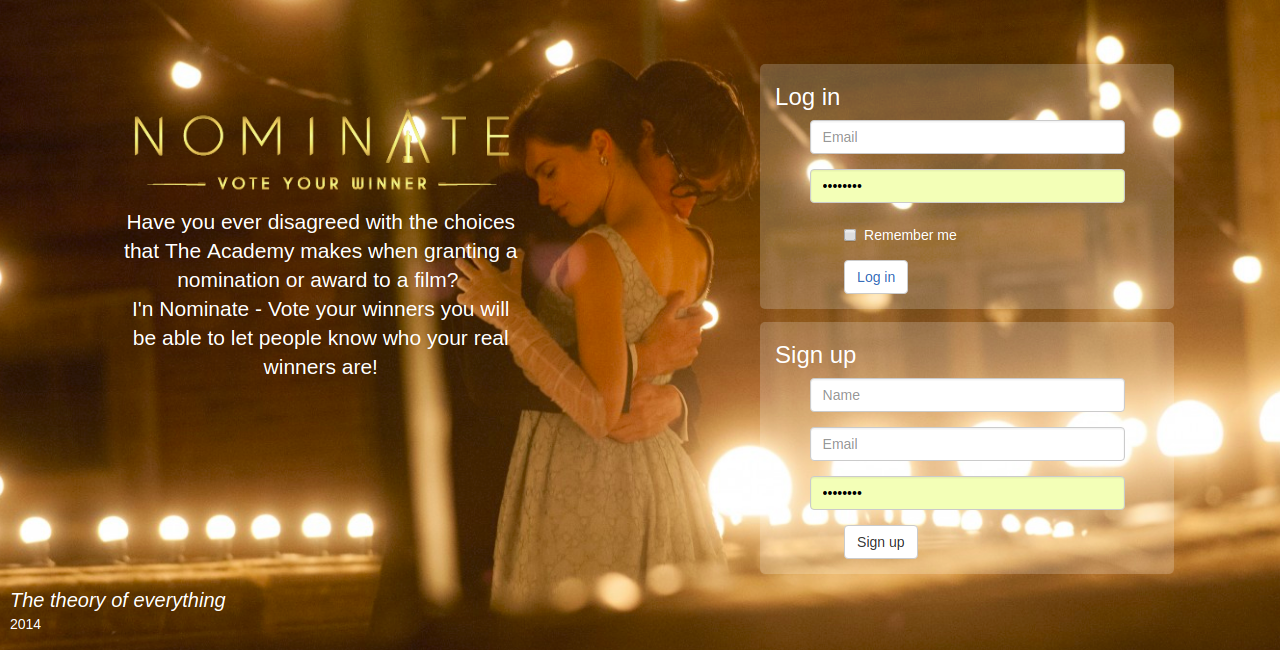 NOMINATE
VOTE YOUR WINNER
Have you ever disagreed with the choices
that The Academy makes when granting a
nomination or award to a film?
I'n Nominate - Vote your winners you will
be able to let people know who your real
winners are!
Log in
Email
••••••••
Remember me
Log in
Sign up
Name
Email
••••••••
Sign up
The theory of everything
2014